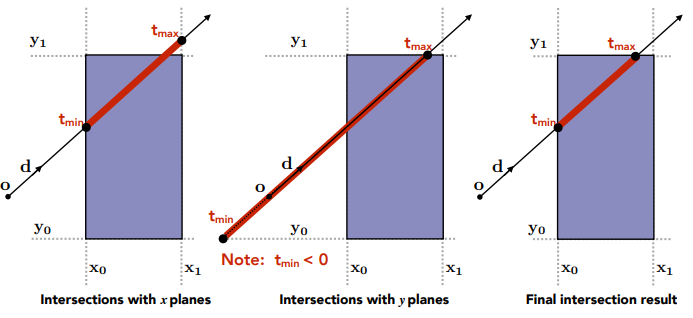 y₁
tmax
tmin
d
o
y₀
x₀
x₁
Intersections with x planes
y₁
tmax
d
o
tmin
y₀
Note: tmin < 0
x₀
x₁
Intersections with y planes
y₁
tmax
tmin
d
o
y₀
x₀
x₁
Final intersection result